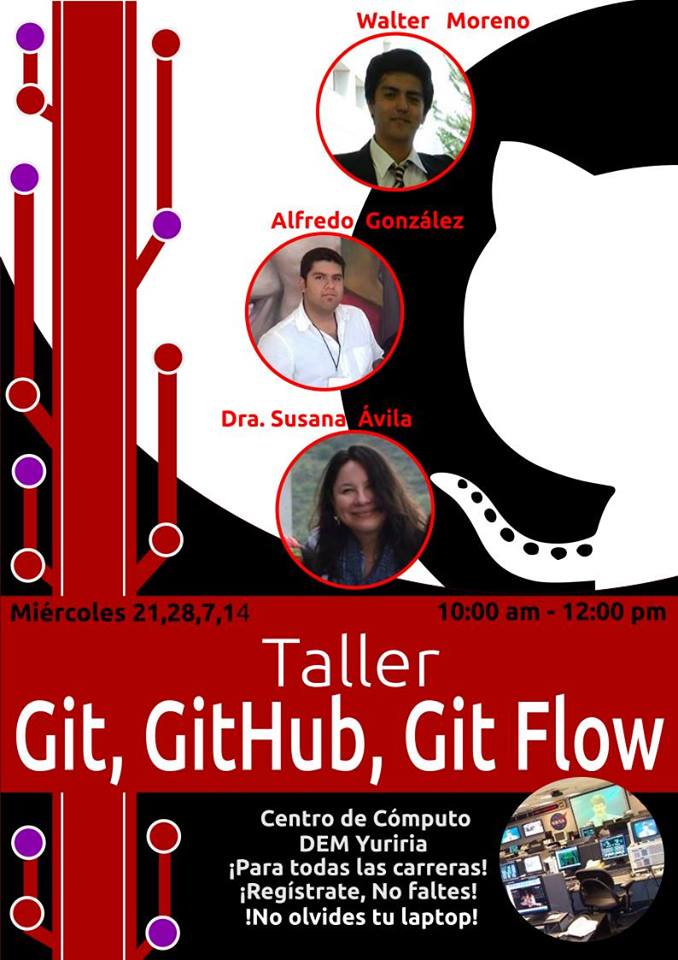 Walter Moreno
Alfredo González
Dra. Susana Ávila
Miércoles 21,28,7,14
10:00 am - 12:00 pm
Taller
Git, GitHub, Git Flow
Centro de Cómputo
DEM Yuriria
¡Para todas las carreras!
¡Regístrate, No faltes!
!No olvides tu laptop!
NASA